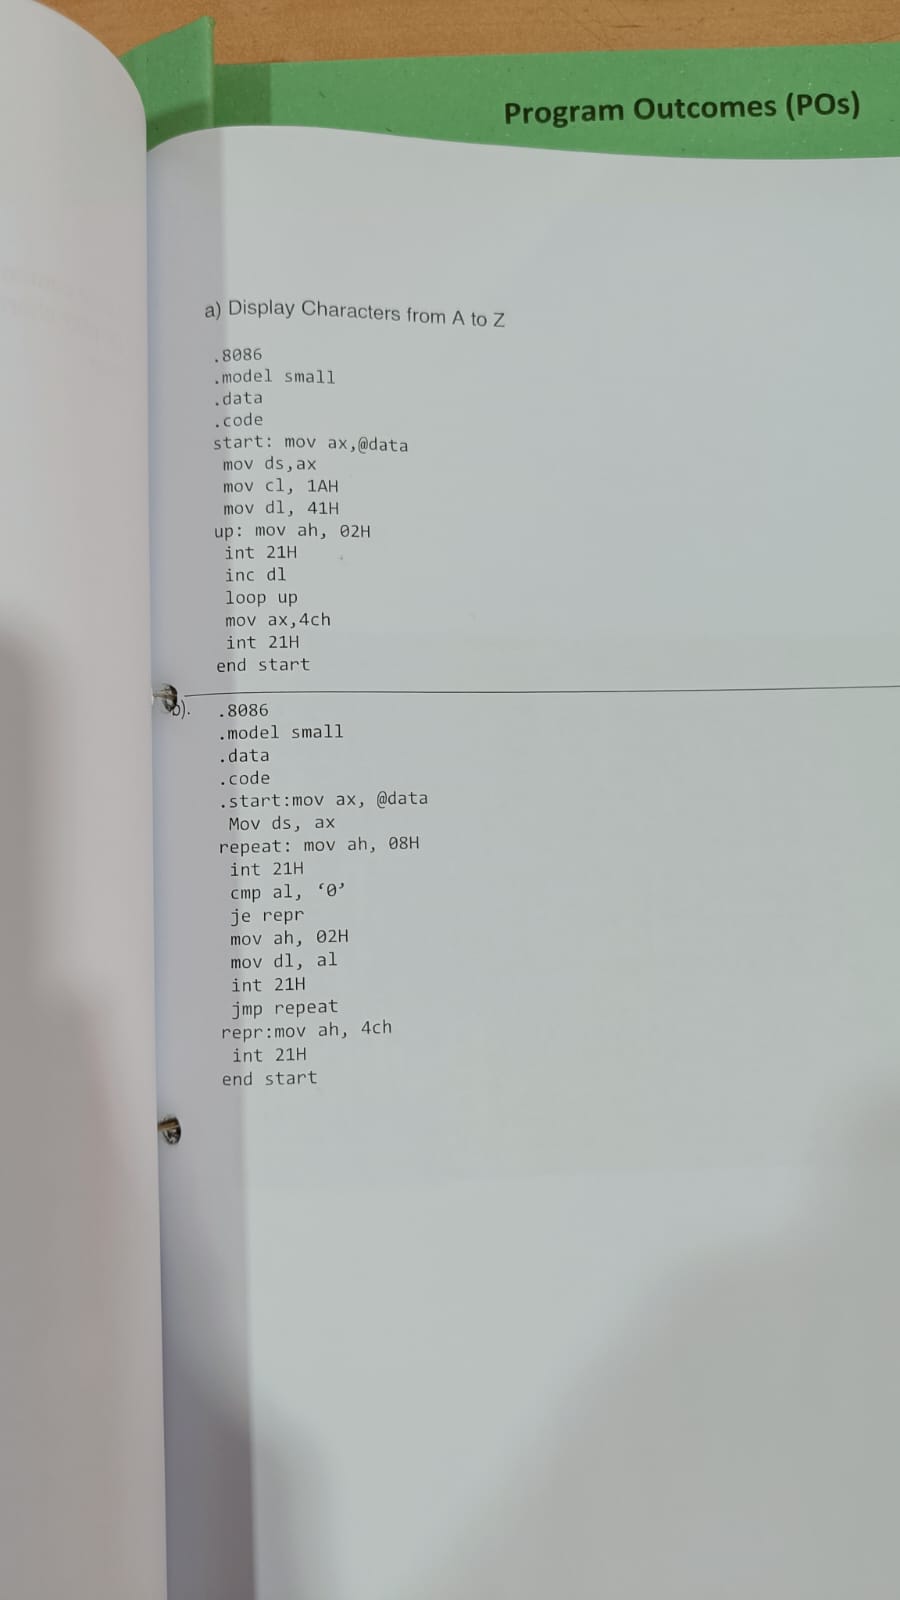 Program Outcomes (POs)
a) Display Characters from A to Z
.8086
.model small
.data
.code
start: mov ax,@data
mov ds,ax
mov cl, 1AH
mov dl, 41H
up: mov ah, 02H
int 21H
inc dl
loop up
mov ax,4ch
int 21H
end start
b). .8086
.model small
.data
.code
.start:mov ax, @data
Mov ds, ax
repeat: mov ah, 08H
int 21H
cmp al, ‘0’
je repr
mov ah, 02H
mov dl, al
int 21H
jmp repeat
repr:mov ah, 4ch
int 21H
end start